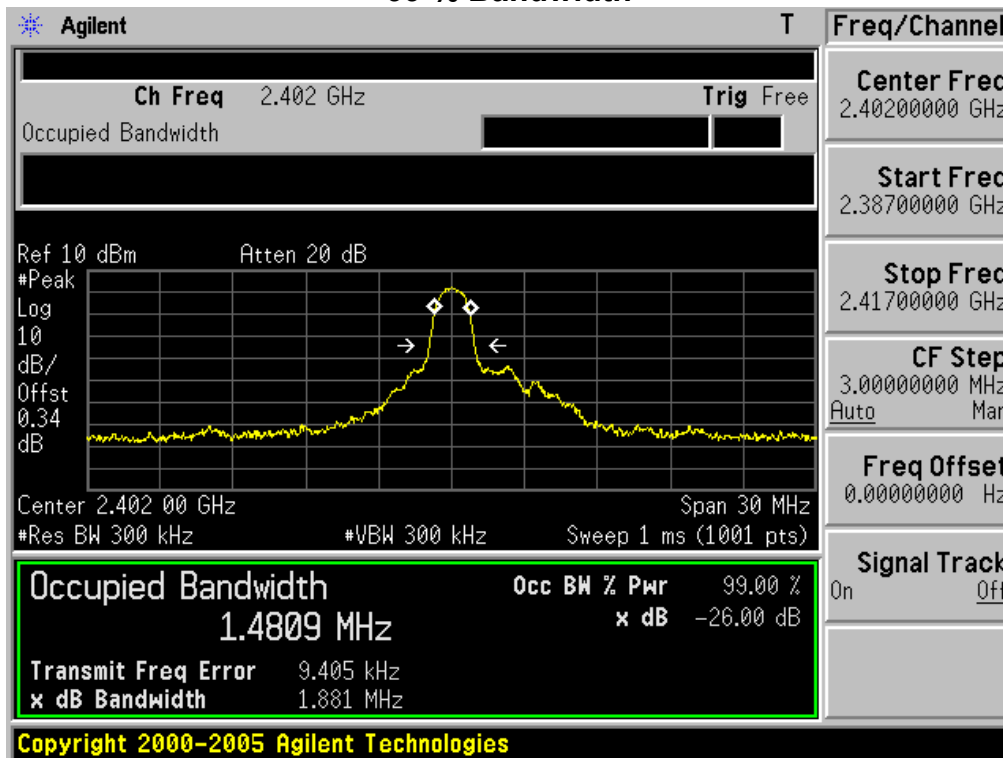 Agilent T Freq/Channel
Ch Freq 2.402 GHz Trig Free
Occupied Bandwidth
Center Freq
2.40200000 GHz
Start Freq
2.38700000 GHz
Stop Freq
2.41700000 GHz
CF Step
3.00000000 MHz
Auto Man
Freq Offset
0.00000000 Hz
Signal Track
On Off
Ref 10 dBm Atten 20 dB
#Peak
Log
10
dB/
Offst
0.34
dB
Center 2.402 00 GHz Span 30 MHz
#Res BW 300 kHz #VBW 300 kHz Sweep 1 ms (1001 pts)
Occupied Bandwidth Occ BW % Pwr 99.00 %
1.4809 MHz x dB -26.00 dB
Transmit Freq Error 9.405 kHz
x dB Bandwidth 1.881 MHz
Copyright 2000-2005 Agilent Technologies